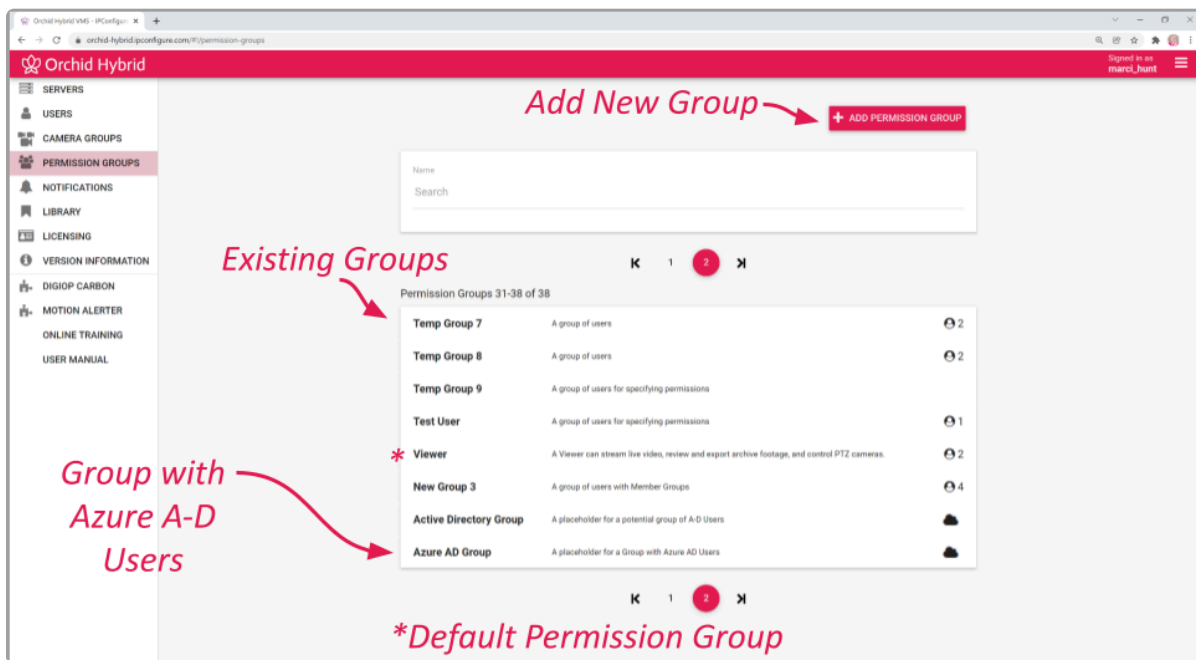 Orchid Hybrid VMS - IPConfigur
orchid-hybrid.ipconfigure.com/#!/permission-groups
Orchid Hybrid
Signed in as
marci_hunt
SERVERS
USERS
CAMERA GROUPS
PERMISSION GROUPS
NOTIFICATIONS
LIBRARY
LICENSING
VERSION INFORMATION
DIGIOP CARBON
MOTION ALERTER
ONLINE TRAINING
USER MANUAL
Add New Group
+ ADD PERMISSION GROUP
Name
Search
Existing Groups
1 2
Permission Groups 31-38 of 38
Temp Group 7 A group of users 2
Temp Group 8 A group of users 2
Temp Group 9 A group of users for specifying permissions
Test User A group of users for specifying permissions 1
* Viewer A Viewer can stream live video, review and export archive footage, and control PTZ cameras. 2
New Group 3 A group of users with Member Groups 4
Active Directory Group A placeholder for a potential group of A-D Users
Azure AD Group A placeholder for a Group with Azure AD Users
Group with
Azure A-D
Users
1 2
*Default Permission Group